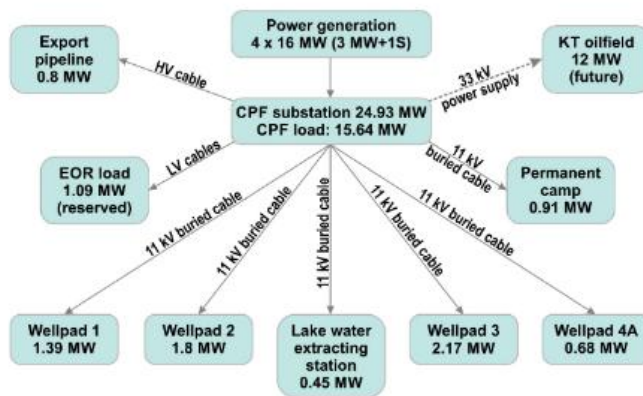 Export
pipeline
0.8 MW
Power generation
4 x 16 MW (3 MW+1S)
KT oilfield
12 MW
(future)
HV cable
33 kV
power supply
CPF substation 24.93 MW
CPF load: 15.64 MW
EOR load
1.09 MW
(reserved)
LV cables
11 kV
buried cable
Permanent
camp
0.91 MW
11 kV buried cable
11 kV buried cable
11 kV buried cable
11 kV buried cable
11 kV buried cable
Wellpad 1
1.39 MW
Wellpad 2
1.8 MW
Lake water
extracting
station
0.45 MW
Wellpad 3
2.17 MW
Wellpad 4A
0.68 MW